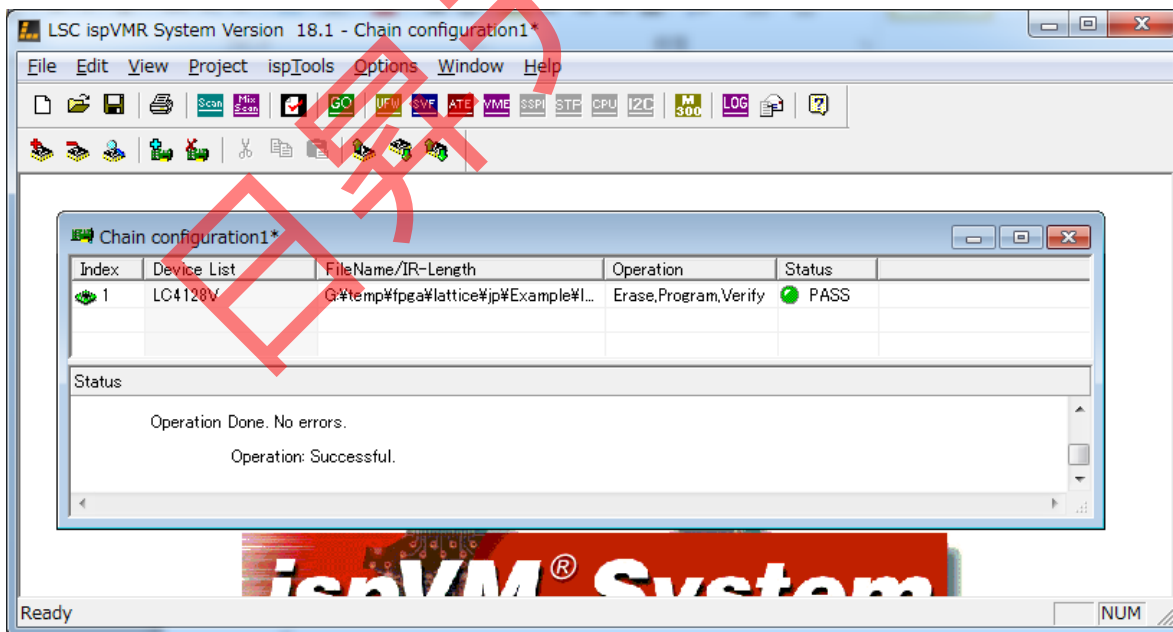 LSC ispVMR System Version 18.1 - Chain configuration1*
File Edit View Project ispTools Options Window Help
Scan Mix Scan GO UFW SVF ATE VME SSPI STP CPU I2C M 300 LOG
Chain configuration1*
Index Device List FileName/IR-Length Operation Status
1 LC4128V G:¥temp¥fpga¥lattice¥jp¥Example¥l... Erase,Program,Verify PASS
Status
Operation Done. No errors.
Operation: Successful.
ispVM® System
Ready NUM
日昇